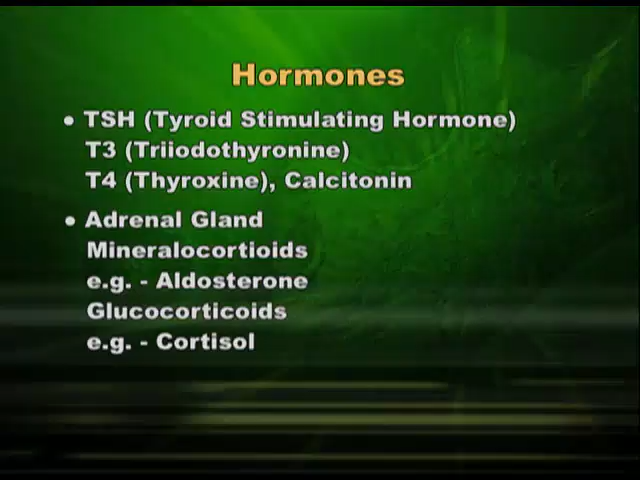 Hormones
• TSH (Tyroid Stimulating Hormone)
T3 (Triiodothyronine)
T4 (Thyroxine), Calcitonin
• Adrenal Gland
Mineralocortioids
e.g. - Aldosterone
Glucocorticoids
e.g. - Cortisol